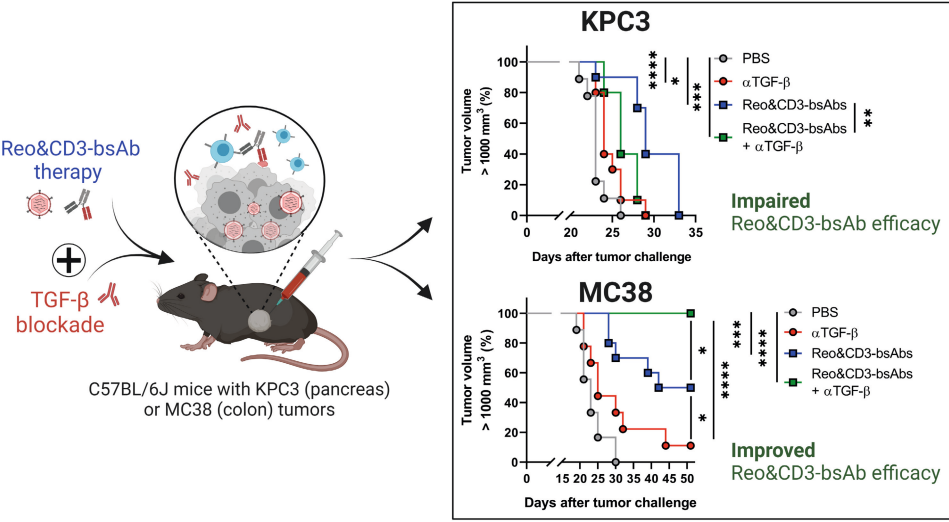 Reo&CD3-bsAb
therapy
TGF-β
blockade
C57BL/6J mice with KPC3 (pancreas)
or MC38 (colon) tumors
KPC3
Tumor volume
> 1000 mm³ (%)
100
80
60
40
20
0
0 20 25 30 35
Days after tumor challenge
****
*
***
**
PBS
αTGF-β
Reo&CD3-bsAbs
Reo&CD3-bsAbs
+ αTGF-β
Impaired
Reo&CD3-bsAb efficacy
MC38
Tumor volume
> 1000 mm³ (%)
100
80
60
40
20
0
0 15 20 25 30 35 40 45 50
Days after tumor challenge
*
*
****
***
****
PBS
αTGF-β
Reo&CD3-bsAbs
Reo&CD3-bsAbs
+ αTGF-β
Improved
Reo&CD3-bsAb efficacy